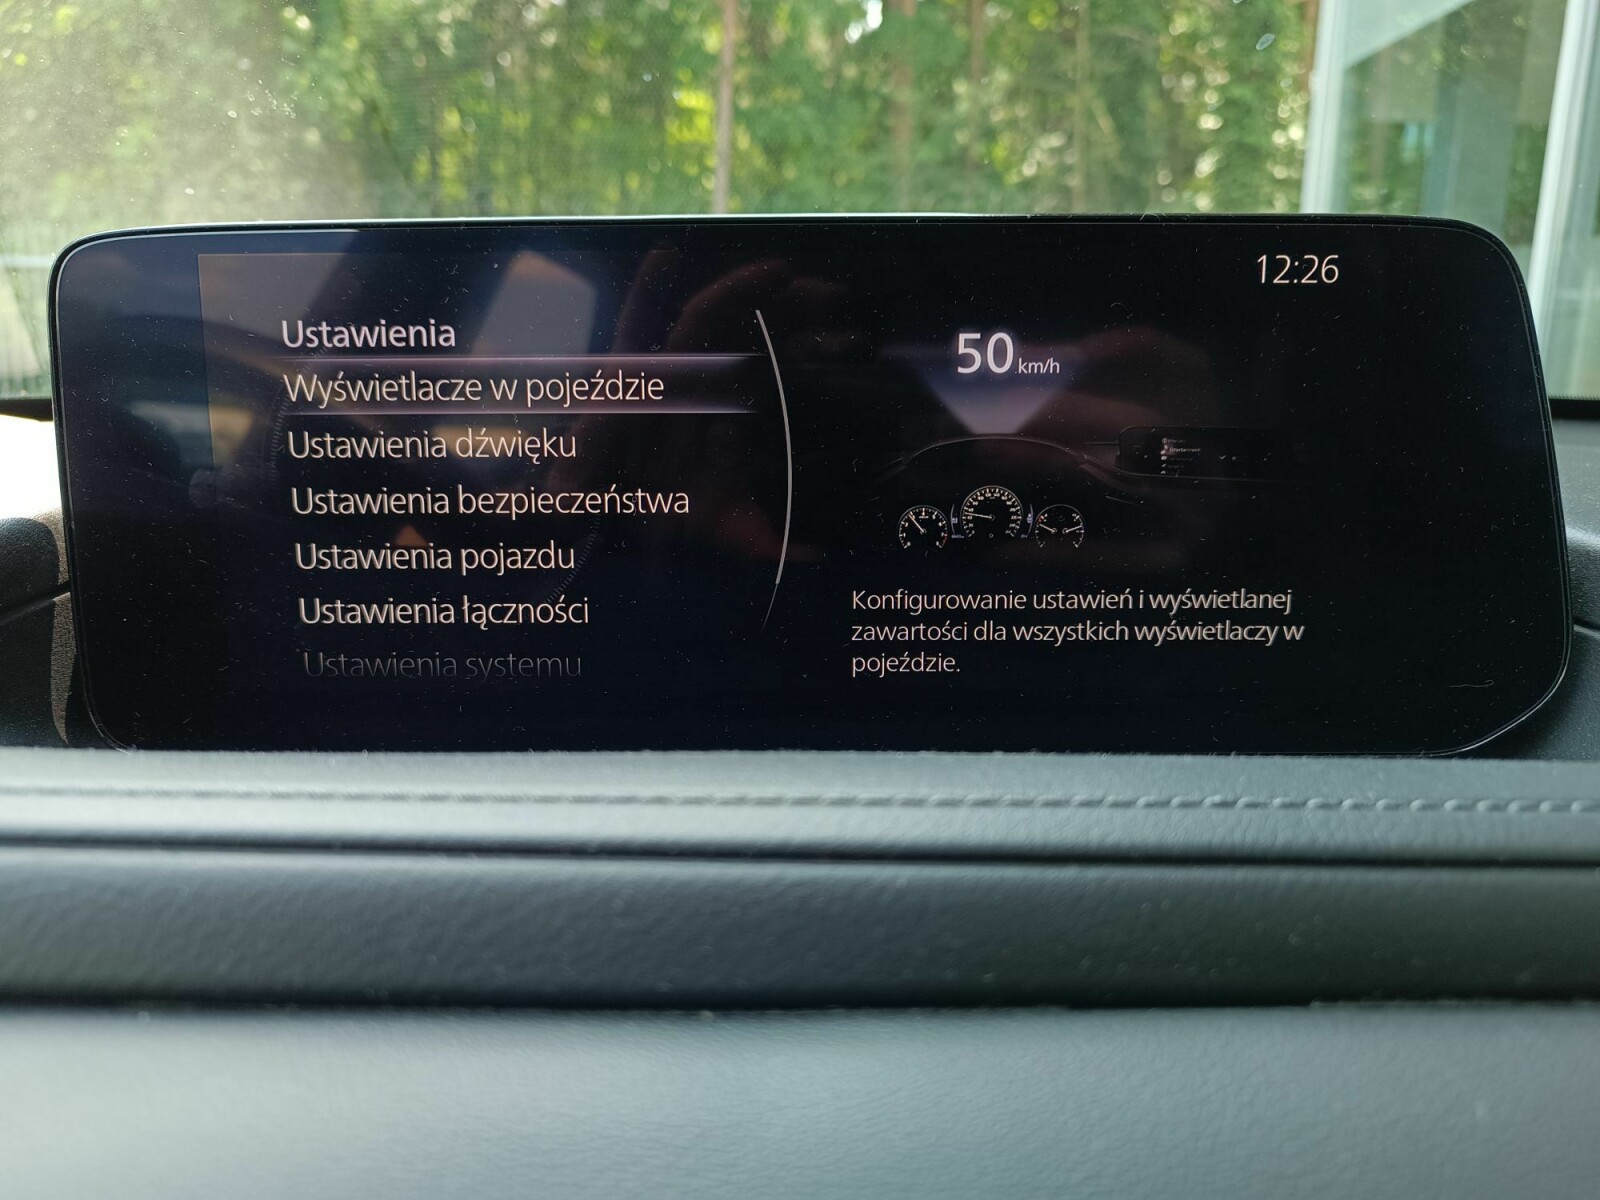 12:26
Ustawienia
Wyświetlacze w pojeździe
Ustawienia dźwięku
Ustawienia bezpieczeństwa
Ustawienia pojazdu
Ustawienia łączności
Ustawienia systemu
50 km/h
Konfigurowanie ustawień i wyświetlanej
zawartości dla wszystkich wyświetlaczy w
pojeździe.